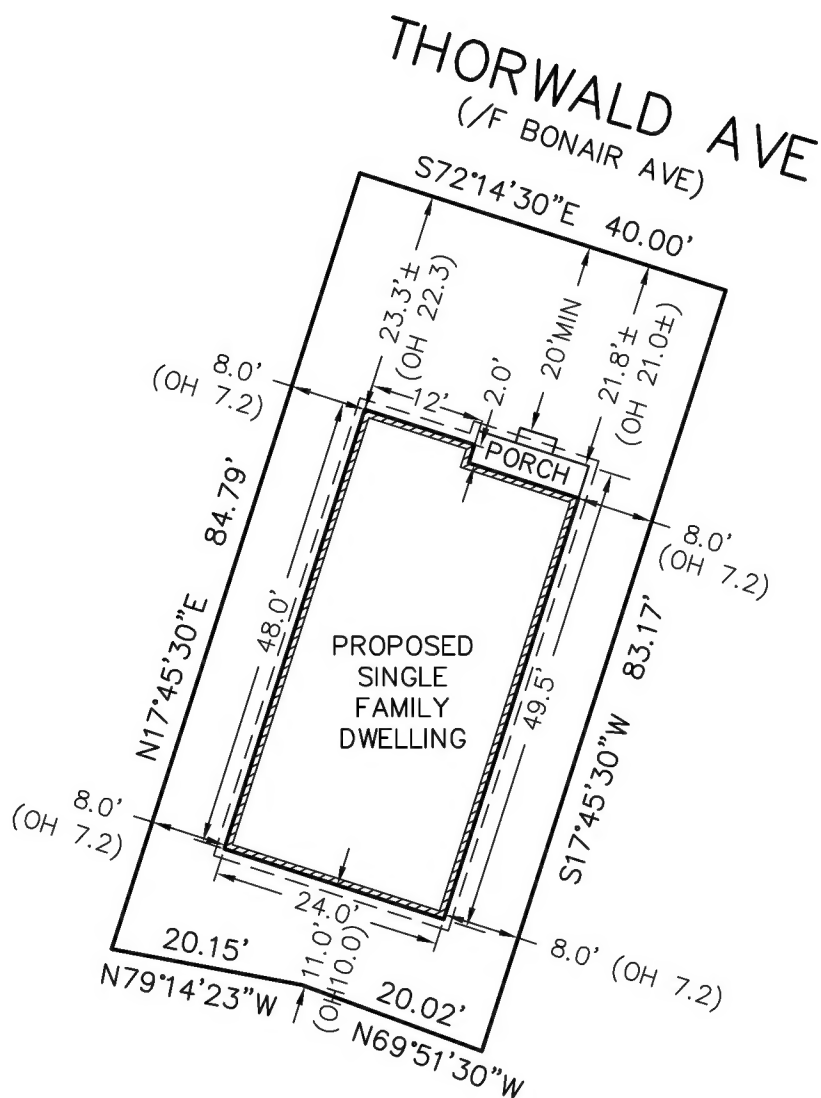 THORWALD AVE
(/F BONAIR AVE)
S72°14'30"E 40.00'
23.3'±
(OH 22.3)
20'MIN
21.8'±
(OH 21.0±)
8.0'
(OH 7.2)
12'
2.0'
PORCH
8.0'
(OH 7.2)
N17°45'30"E 84.79'
48.0'
PROPOSED
SINGLE
FAMILY
DWELLING
49.5'
S17°45'30"W 83.17'
8.0'
(OH 7.2)
24.0'
11.0'
(OH10.0)
8.0' (OH 7.2)
20.15'
N79°14'23"W
20.02'
N69°51'30"W